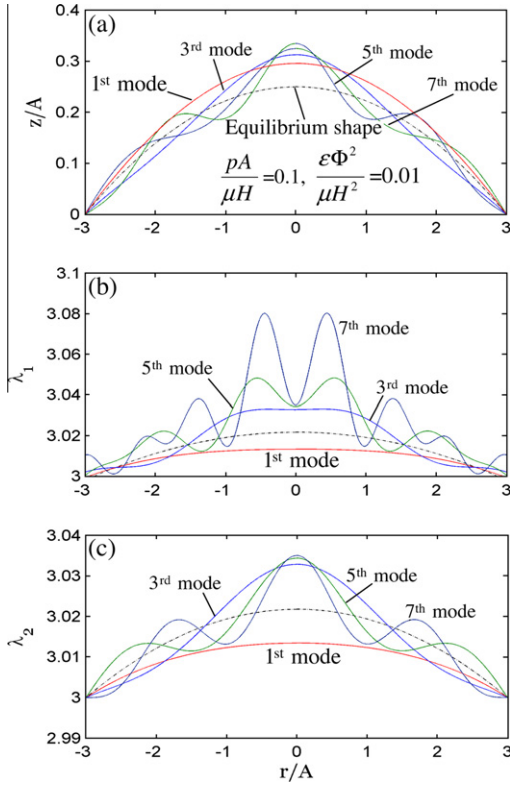 (a)
0.4
0.3
0.2
0.1
0
z/A
1st mode
3rd mode
5th mode
7th mode
Equilibrium shape
pA/μH=0.1, εΦ²/μH²=0.01
-3 -2 -1 0 1 2 3
(b)
3.1
3.08
3.06
3.04
3.02
3
λ1
7th mode
5th mode
3rd mode
1st mode
-3 -2 -1 0 1 2 3
(c)
3.04
3.03
3.02
3.01
3
2.99
λ2
3rd mode
5th mode
7th mode
1st mode
-3 -2 -1 0 1 2 3
r/A